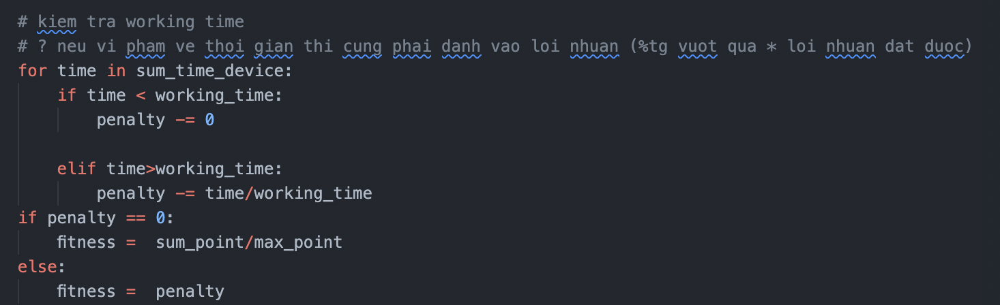 # kiem tra working time
# ? neu vi pham ve thoi gian thi cung phai danh vao loi nhuan (%tg vuot qua * loi nhuan dat duoc)
for time in sum_time_device:
    if time < working_time:
        penalty -= 0
    elif time>working_time:
        penalty -= time/working_time
if penalty == 0:
    fitness =  sum_point/max_point
else:
    fitness =  penalty